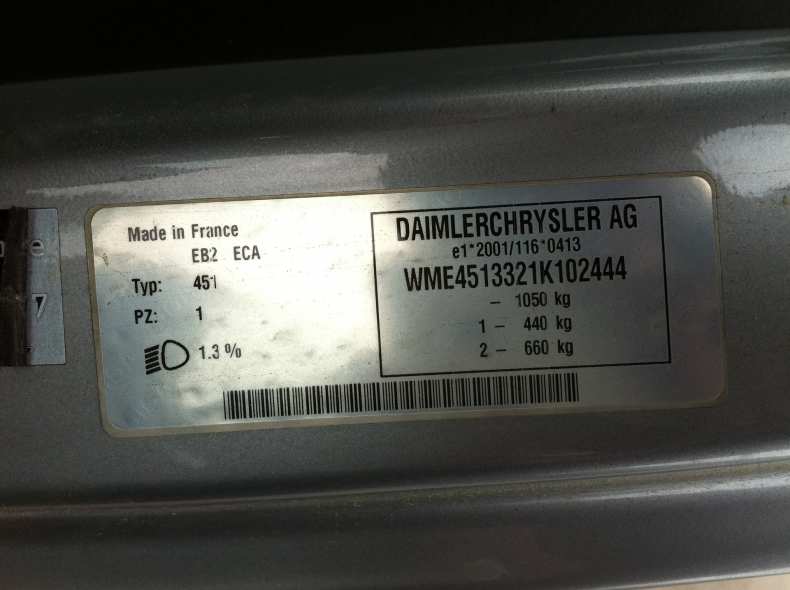 Made in France
EB2 ECA
Typ: 451
PZ: 1
1.3 %
DAIMLERCHRYSLER AG
e1*2001/116*0413
WME4513321K102444
– 1050 kg
1 – 440 kg
2 – 660 kg
e
7